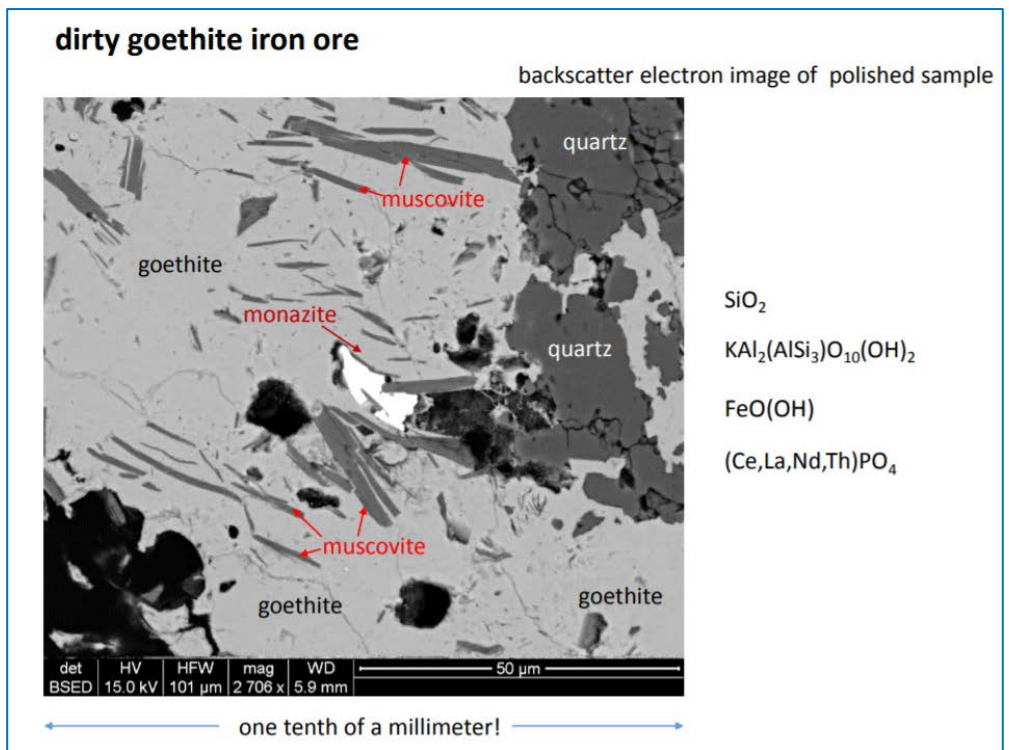 dirty goethite iron ore
backscatter electron image of polished sample
quartz
muscovite
goethite
monazite
quartz
SiO₂
KAl₂(AlSi₃)O₁₀(OH)₂
FeO(OH)
(Ce,La,Nd,Th)PO₄
muscovite
goethite
goethite
det HV HFW mag WD 50 µm
BSED 15.0 kV 101 µm 2 706 x 5.9 mm
one tenth of a millimeter!